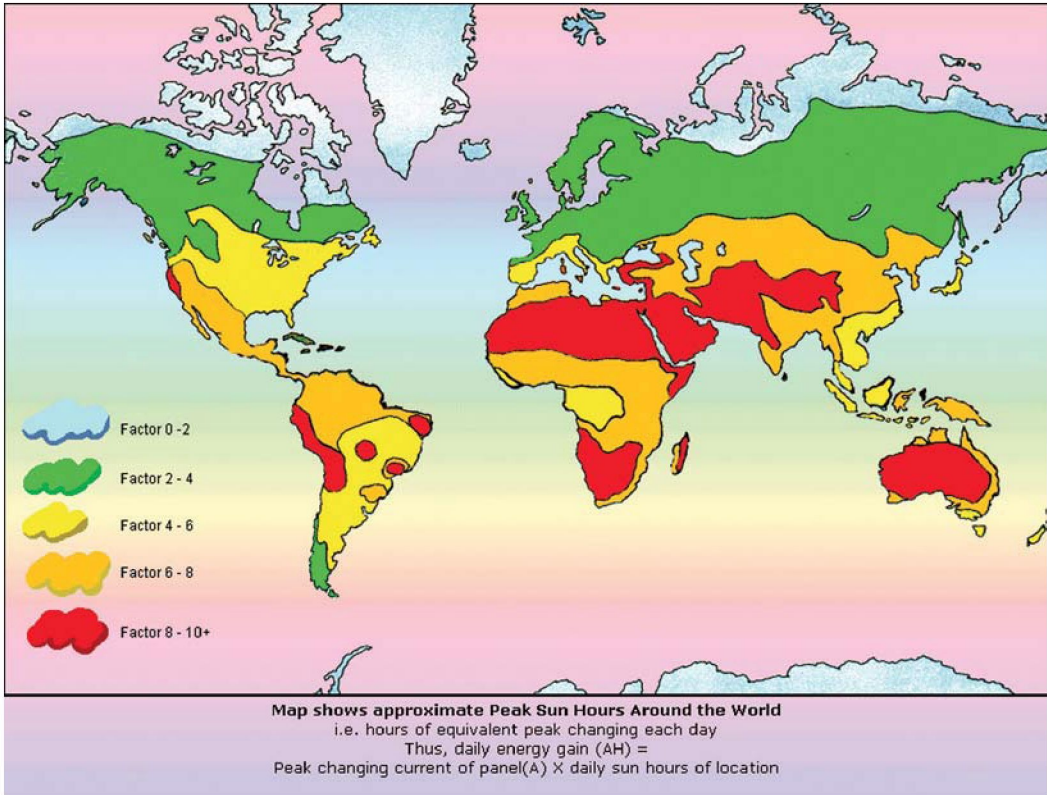 Factor 0 -2
Factor 2 - 4
Factor 4 - 6
Factor 6 - 8
Factor 8 - 10+
Map shows approximate Peak Sun Hours Around the World
i.e. hours of equivalent peak changing each day
Thus, daily energy gain (AH) =
Peak changing current of panel(A) X daily sun hours of location